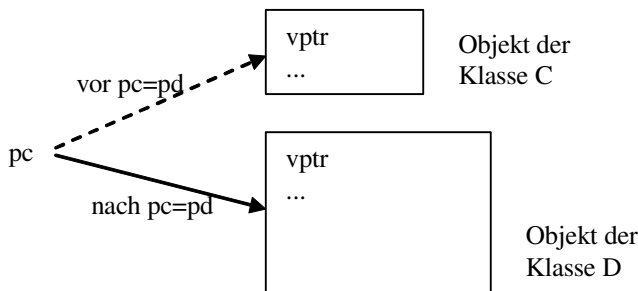 vptr
...
Objekt der
Klasse C
vor pc=pd
pc
nach pc=pd
vptr
...
Objekt der
Klasse D